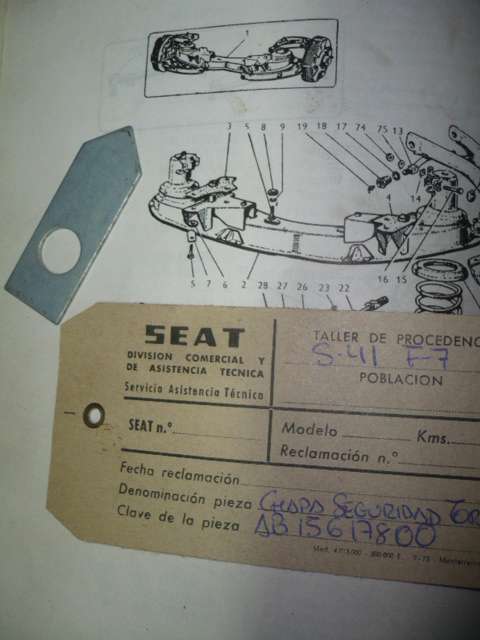 1
3 5 8 9 19 18 17 74 75 13
4 14
16 15
5 7 6 2 28 27 26 23 22
SEAT
DIVISION COMERCIAL Y
DE ASISTENCIA TECNICA
Servicio Asistencia Técnica
TALLER DE PROCEDENC
S-41 F-7
POBLACION
SEAT n.º
Modelo Kms.
Reclamación n.º
Fecha reclamación
Denominación pieza CHAPA SEGURIDAD TOR
Clave de la pieza AB15617800